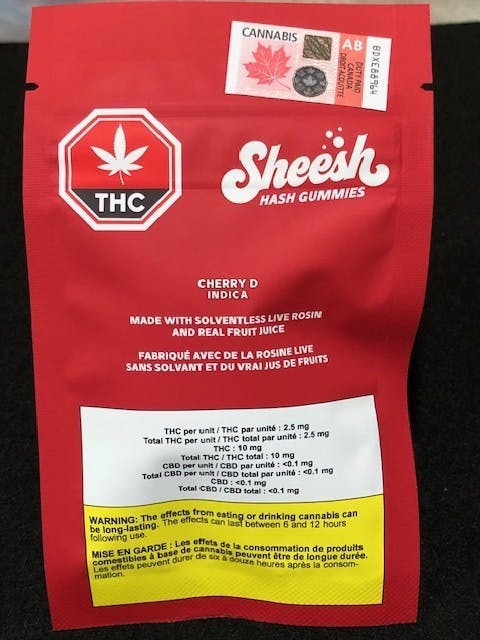 CANNABIS
AB
DUTY PAID
CANADA
DROIT ACQUITTÉ
THC
Sheesh
HASH GUMMIES
CHERRY D
INDICA
MADE WITH SOLVENTLESS LIVE ROSIN
AND REAL FRUIT JUICE
FABRIQUÉ AVEC DE LA ROSINE LIVE
SANS SOLVANT ET DU VRAI JUS DE FRUITS
THC per unit / THC par unité : 2.5 mg
Total THC per unit / THC total par unité : 2.5 mg
THC : 10 mg
Total THC / THC total : 10 mg
CBD per unit / CBD par unité : <0.1 mg
Total CBD per unit / CBD total par unité : <0.1 mg
CBD : <0.1 mg
Total CBD / CBD total : <0.1 mg
WARNING: The effects from eating or drinking cannabis can
be long-lasting. The effects can last between 6 and 12 hours
following use.
MISE EN GARDE : Les effets de la consommation de produits
comestibles à base de cannabis peuvent être de longue durée.
Les effets peuvent durer de six à douze heures après la consom-
mation.